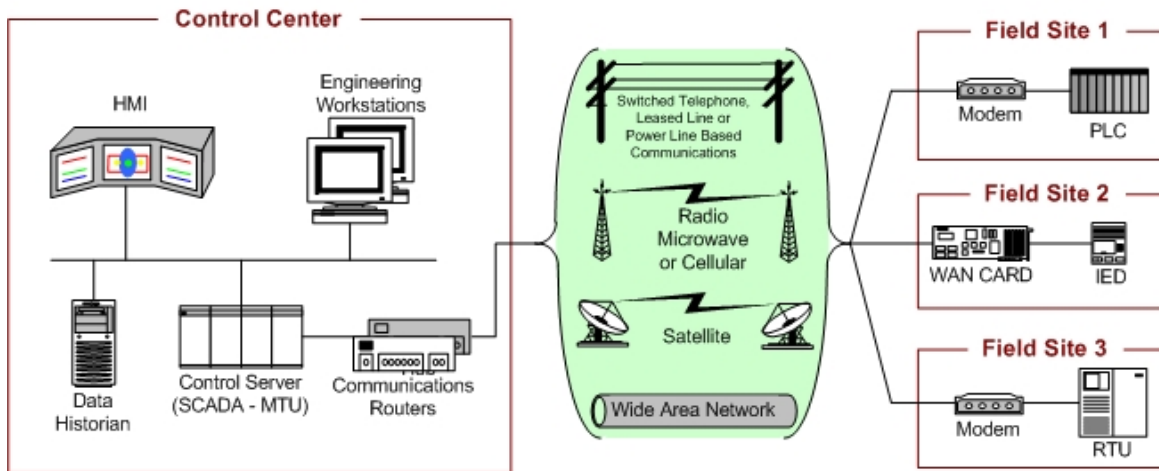 Control Center
HMI
Engineering
Workstations
Data
Historian
Control Server
(SCADA - MTU)
Communications
Routers
Switched Telephone,
Leased Line or
Power Line Based
Communications
Radio
Microwave
or Cellular
Satellite
Wide Area Network
Field Site 1
Modem
PLC
Field Site 2
WAN CARD
IED
Field Site 3
Modem
RTU